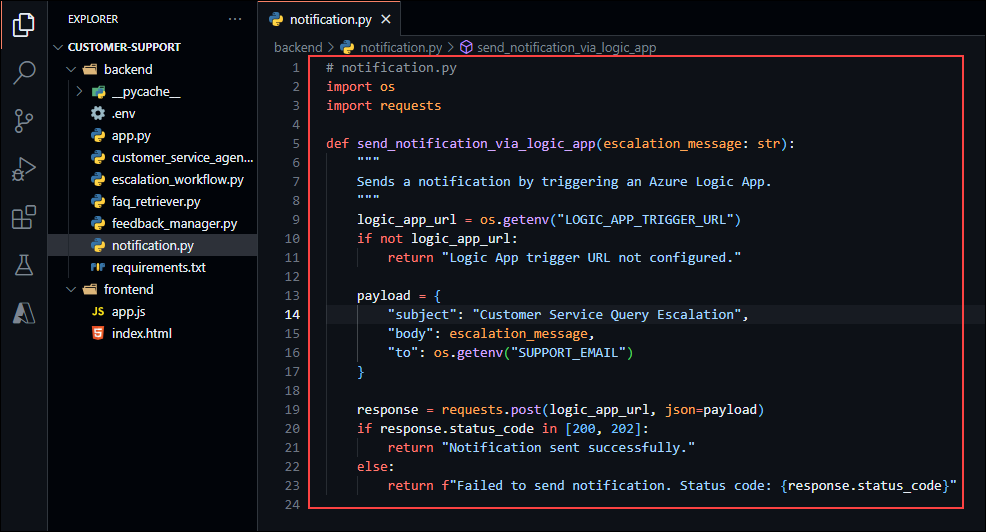 EXPLORER
···
CUSTOMER-SUPPORT
backend
__pycache__
.env
app.py
customer_service_agen...
escalation_workflow.py
faq_retriever.py
feedback_manager.py
notification.py
requirements.txt
frontend
JS app.js
index.html
notification.py
backend > notification.py > send_notification_via_logic_app
1 # notification.py
2 import os
3 import requests
4
5 def send_notification_via_logic_app(escalation_message: str):
6     """
7     Sends a notification by triggering an Azure Logic App.
8     """
9     logic_app_url = os.getenv("LOGIC_APP_TRIGGER_URL")
10     if not logic_app_url:
11         return "Logic App trigger URL not configured."
12
13     payload = {
14         "subject": "Customer Service Query Escalation",
15         "body": escalation_message,
16         "to": os.getenv("SUPPORT_EMAIL")
17     }
18
19     response = requests.post(logic_app_url, json=payload)
20     if response.status_code in [200, 202]:
21         return "Notification sent successfully."
22     else:
23         return f"Failed to send notification. Status code: {response.status_code}"
24